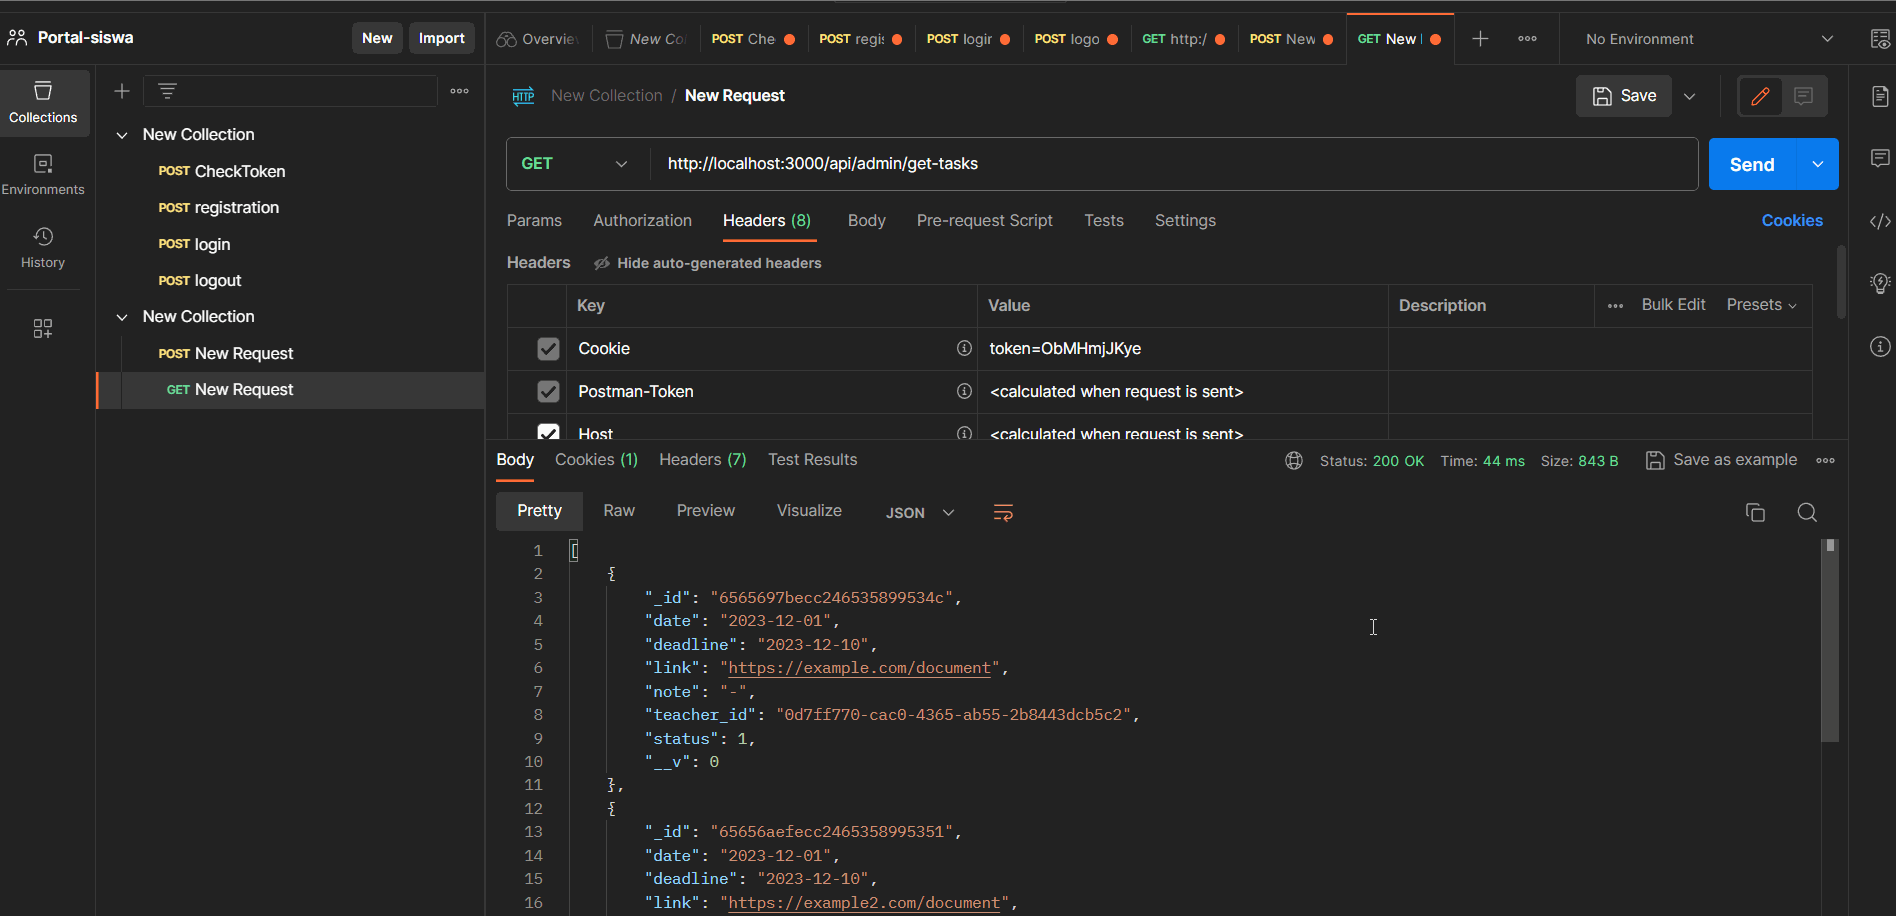 Portal-siswa
New Import
Overvie
New Co
POST Che
POST regis
POST login
POST logo
GET http:/
POST New
GET New
No Environment
Collections
Environments
History
New Collection
POST CheckToken
POST registration
POST login
POST logout
New Collection
POST New Request
GET New Request
HTTP New Collection / New Request
Save
GET http://localhost:3000/api/admin/get-tasks
Send
Params Authorization Headers (8) Body Pre-request Script Tests Settings Cookies
Headers Hide auto-generated headers
Key Value Description Bulk Edit Presets
Cookie token=ObMHmjJKye
Postman-Token <calculated when request is sent>
Host <calculated when request is sent>
Body Cookies (1) Headers (7) Test Results Status: 200 OK Time: 44 ms Size: 843 B Save as example
Pretty Raw Preview Visualize JSON
1 [
2 {
3 "_id": "6565697becc246535899534c",
4 "date": "2023-12-01",
5 "deadline": "2023-12-10",
6 "link": "https://example.com/document",
7 "note": "-",
8 "teacher_id": "0d7ff770-cac0-4365-ab55-2b8443dcb5c2",
9 "status": 1,
10 "__v": 0
11 },
12 {
13 "_id": "65656aefecc2465358995351",
14 "date": "2023-12-01",
15 "deadline": "2023-12-10",
16 "link": "https://example2.com/document",